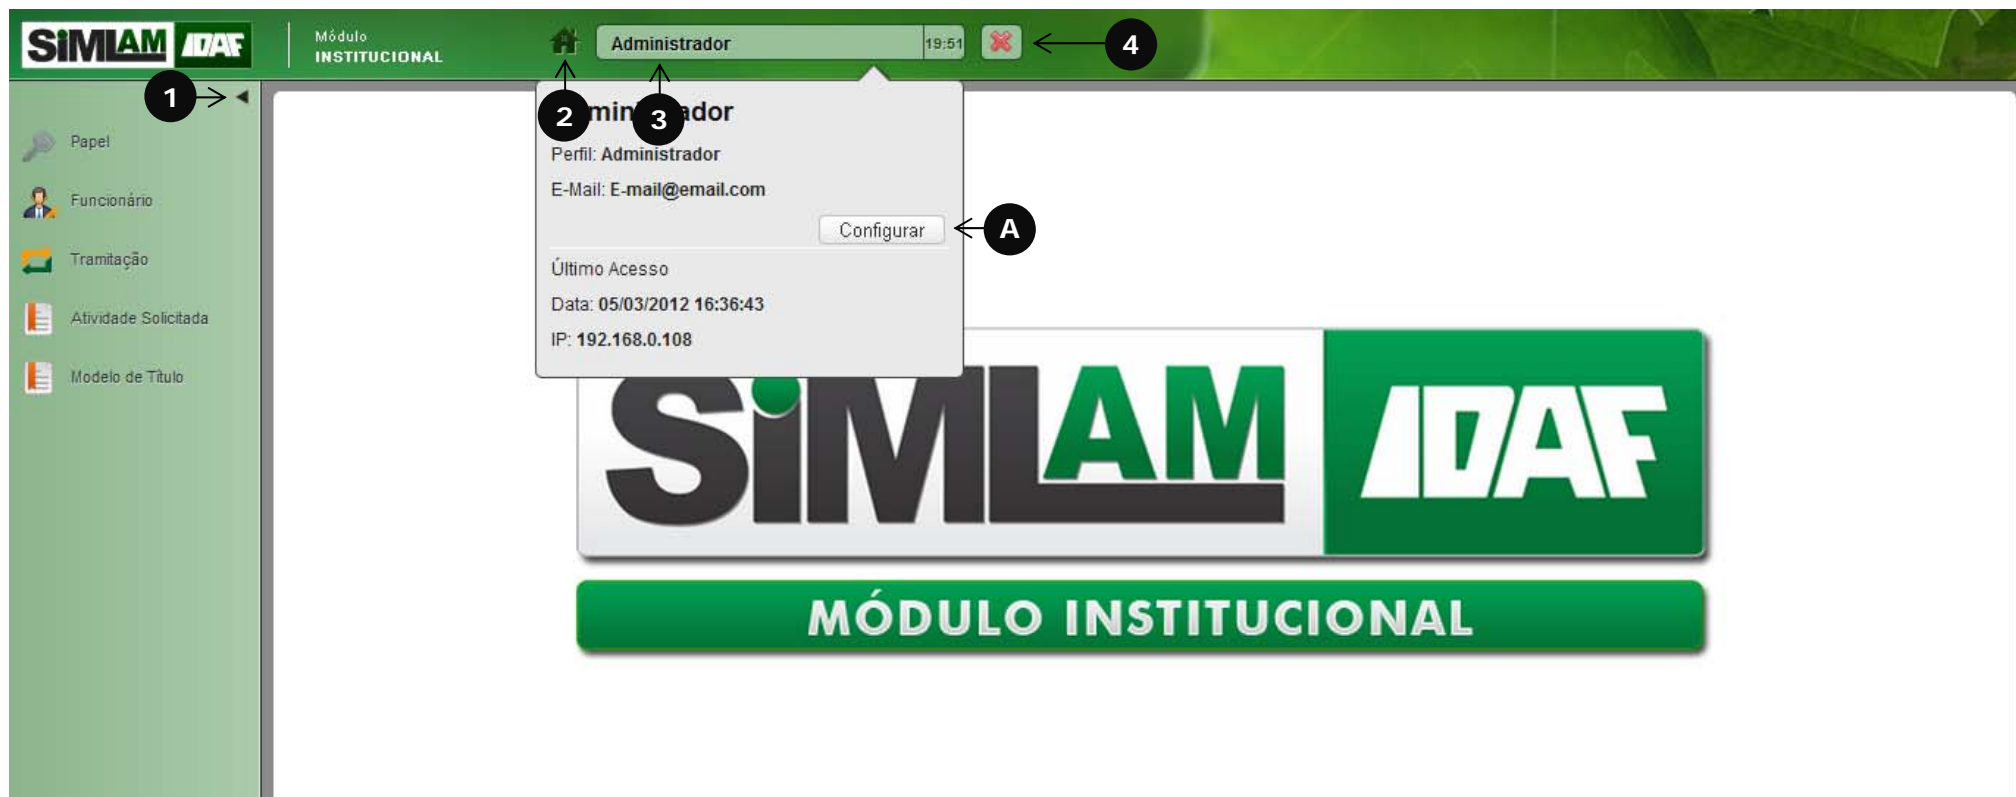 SiMLAM IDAF
Módulo
INSTITUCIONAL
Administrador
19:51
4
1
2
3
Administrador
Perfil: Administrador
E-Mail: E-mail@email.com
Configurar
A
Último Acesso
Data: 05/03/2012 16:36:43
IP: 192.168.0.108
Papel
Funcionário
Tramitação
Atividade Solicitada
Modelo de Título
SiMLAM IDAF
MÓDULO INSTITUCIONAL